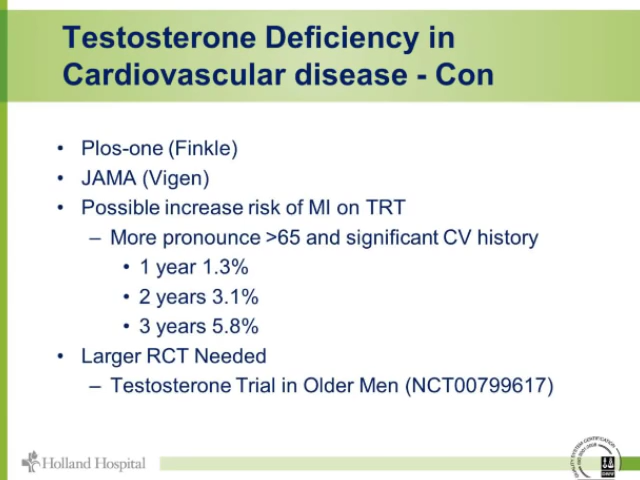 Testosterone Deficiency in
Cardiovascular disease - Con
• Plos-one (Finkle)
• JAMA (Vigen)
• Possible increase risk of MI on TRT
– More pronounce >65 and significant CV history
• 1 year 1.3%
• 2 years 3.1%
• 3 years 5.8%
• Larger RCT Needed
– Testosterone Trial in Older Men (NCT00799617)
Holland Hospital